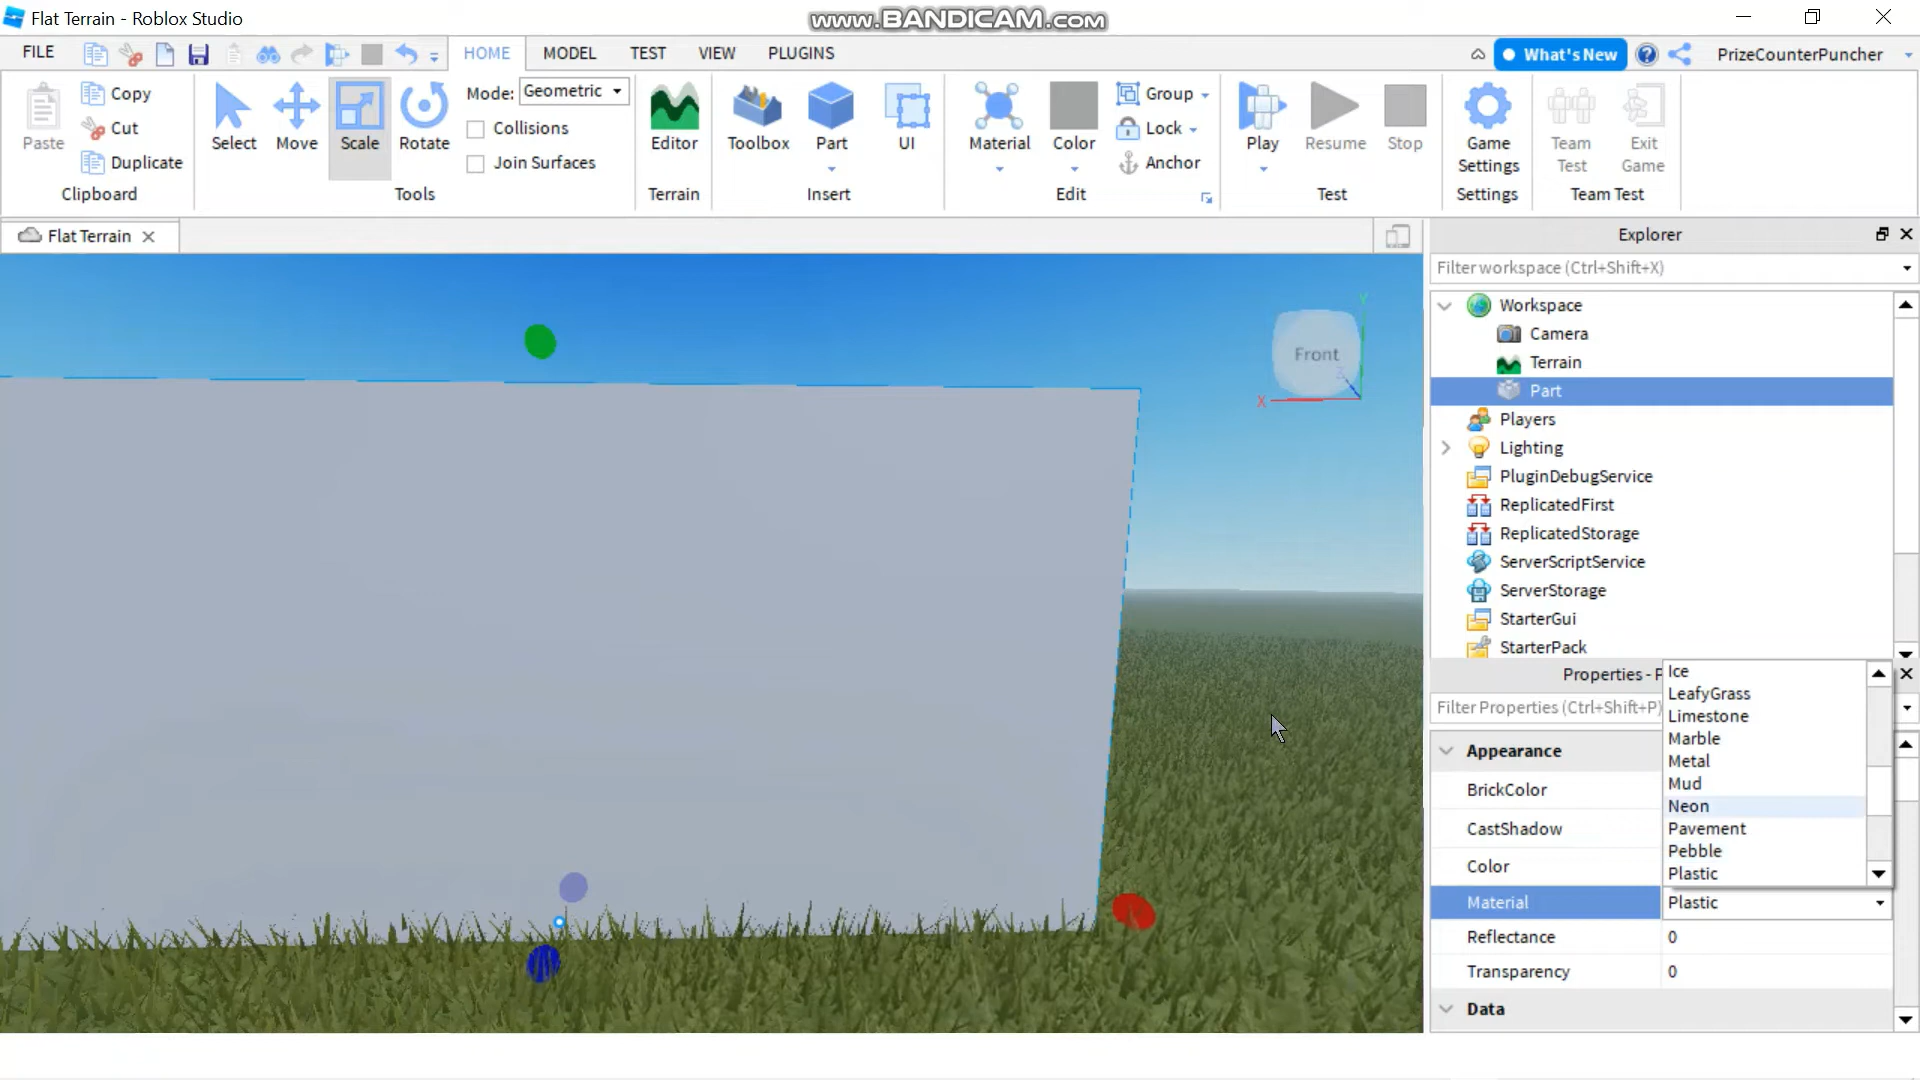 Flat Terrain - Roblox Studio
www.BANDICAM.com
FILE
HOME
MODEL
TEST
VIEW
PLUGINS
What's New
PrizeCounterPuncher
Paste
Copy
Cut
Duplicate
Clipboard
Select
Move
Scale
Rotate
Mode: Geometric
Collisions
Join Surfaces
Tools
Editor
Terrain
Toolbox
Part
UI
Insert
Material
Color
Group
Lock
Anchor
Edit
Play
Resume
Stop
Test
Game
Settings
Settings
Team
Test
Exit
Game
Team Test
Flat Terrain
Front
Y
X
Z
Explorer
Filter workspace (Ctrl+Shift+X)
Workspace
Camera
Terrain
Part
Players
Lighting
PluginDebugService
ReplicatedFirst
ReplicatedStorage
ServerScriptService
ServerStorage
StarterGui
StarterPack
Properties - P
Filter Properties (Ctrl+Shift+P)
Ice
LeafyGrass
Limestone
Marble
Metal
Mud
Neon
Pavement
Pebble
Plastic
Appearance
BrickColor
CastShadow
Color
Material Plastic
Reflectance 0
Transparency 0
Data